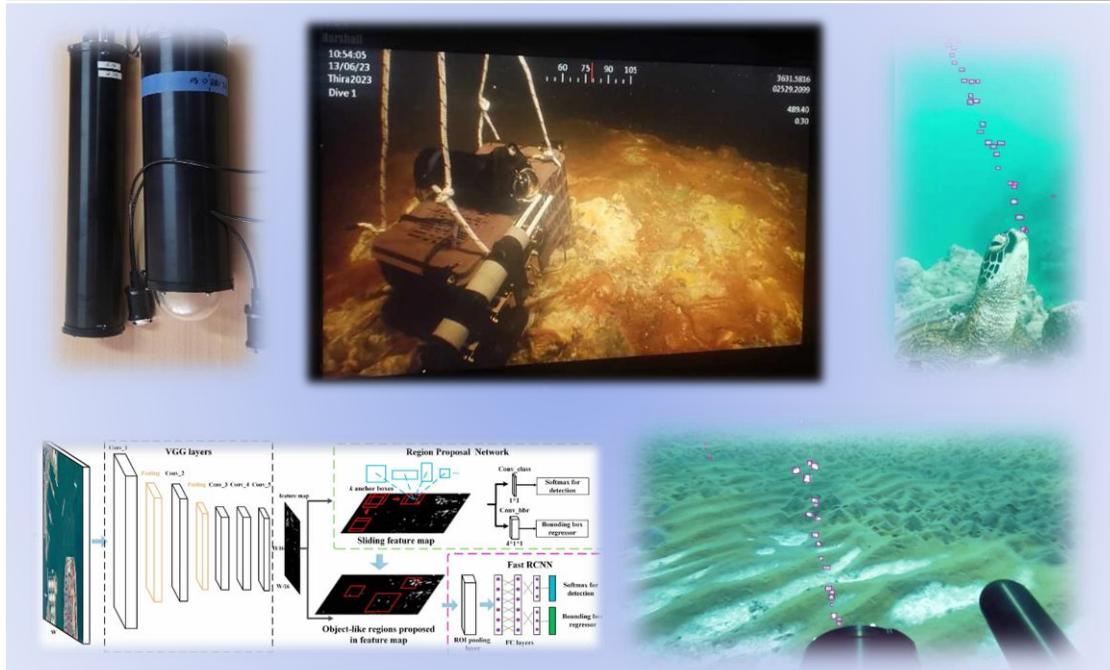 10:54:05
13/06/23
Thira2023
Dive 1
60 75 90 105
3631.5816
02529.2099
489.40
0.30
VGG layers
Conv_1
Pooling
Conv_2
Pooling
Conv_3 Conv_4 Conv_5
feature map
W/16
Region Proposal Network
k anchor boxes
Sliding feature map
Conv_class
1*1
Softmax for
detection
Conv_bbr
4*1*1
Bounding box
regressor
Object-like regions proposed
in feature map
Fast RCNN
ROI pooling
layer
FC layers
Softmax for
detection
Bounding box
regressor